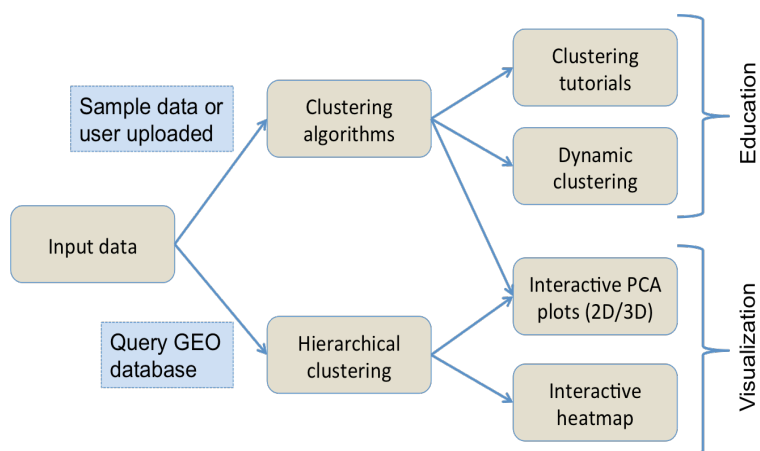 Sample data or
user uploaded
Clustering
algorithms
Clustering
tutorials
Dynamic
clustering
Education
Input data
Query GEO
database
Hierarchical
clustering
Interactive PCA
plots (2D/3D)
Interactive
heatmap
Visualization